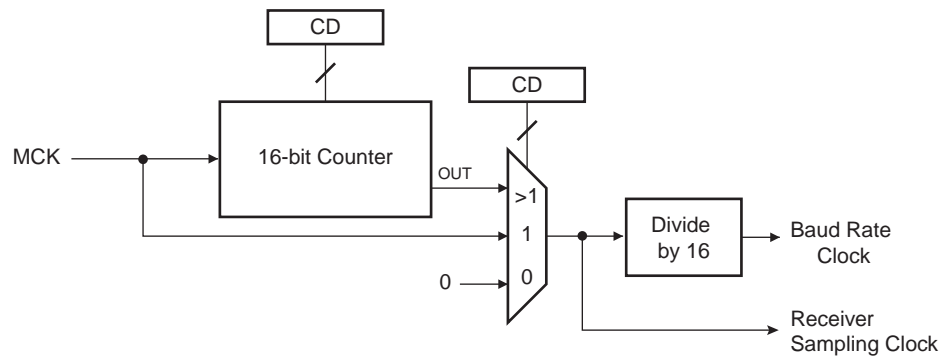 CD
CD
MCK
16-bit Counter
OUT
>1
1
0
0
Divide
by 16
Baud Rate
Clock
Receiver
Sampling Clock